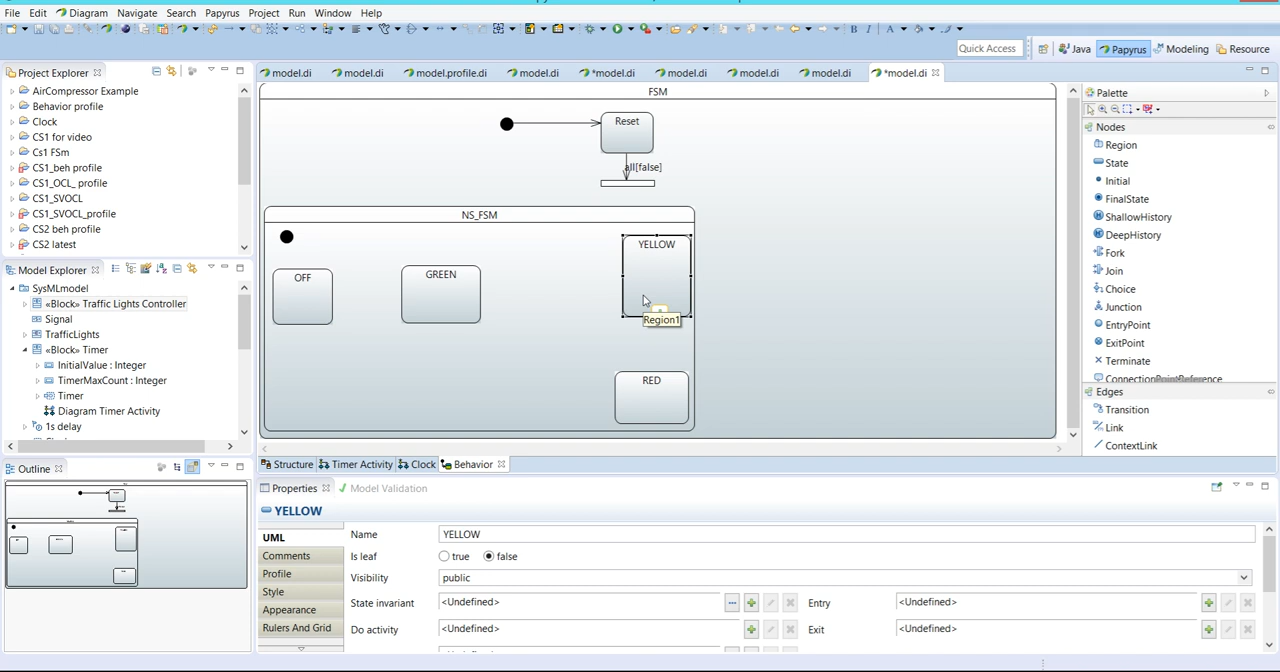 File Edit Diagram Navigate Search Papyrus Project Run Window Help
Quick Access Java Papyrus Modeling Resource
Project Explorer
AirCompressor Example
Behavior profile
Clock
CS1 for video
Cs1 FSm
CS1_beh profile
CS1_OCL_ profile
CS1_SVOCL
CS1_SVOCL_profile
CS2 beh profile
CS2 latest
Model Explorer
SysMLmodel
«Block» Traffic Lights Controller
Signal
TrafficLights
«Block» Timer
InitialValue : Integer
TimerMaxCount : Integer
Timer
Diagram Timer Activity
1s delay
Outline
model.di model.di model.profile.di model.di *model.di model.di model.di model.di *model.di
FSM
Reset
all[false]
NS_FSM
YELLOW
OFF
GREEN
Region1
RED
Palette
Nodes
Region
State
Initial
FinalState
ShallowHistory
DeepHistory
Fork
Join
Choice
Junction
EntryPoint
ExitPoint
Terminate
ConnectionPointReference
Edges
Transition
Link
ContextLink
Structure Timer Activity Clock Behavior
Properties Model Validation
YELLOW
UML
Comments
Profile
Style
Appearance
Rulers And Grid
Name YELLOW
Is leaf true false
Visibility public
State invariant <Undefined> Entry <Undefined>
Do activity <Undefined> Exit <Undefined>